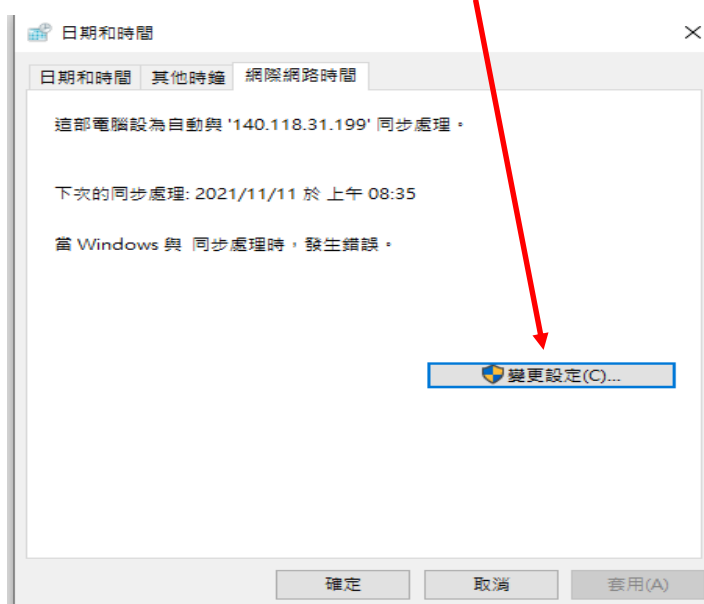 日期和時間
日期和時間 其他時鐘 網際網路時間
這部電腦設為自動與 '140.118.31.199' 同步處理。
下次的同步處理: 2021/11/11 於 上午 08:35
當 Windows 與 同步處理時，發生錯誤。
變更設定(C)...
確定 取消 套用(A)